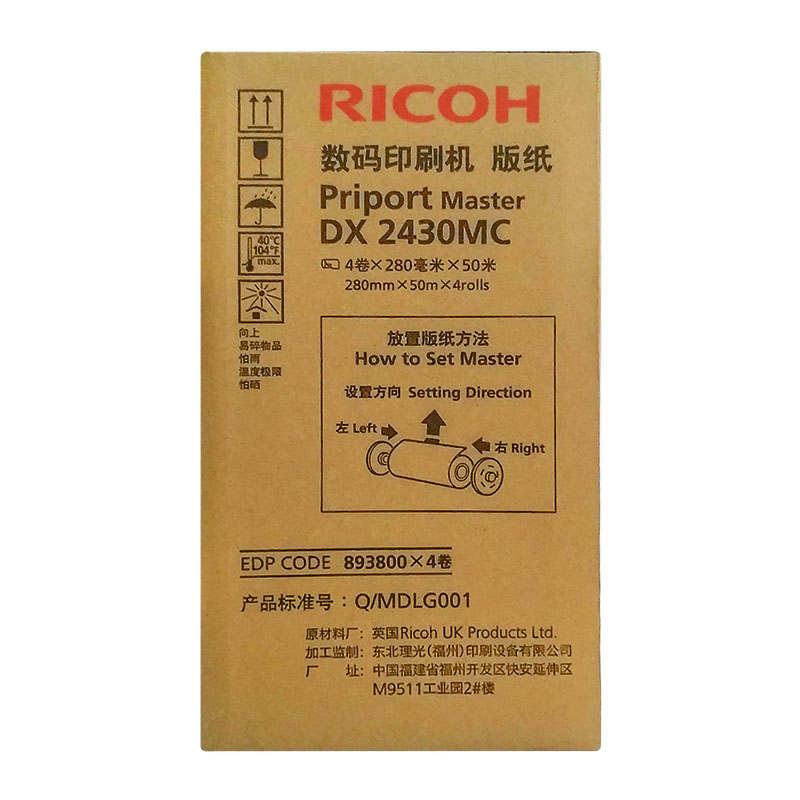 RICOH
数码印刷机 版纸
Priport Master
DX 2430MC
4卷×280毫米×50米
280mm×50m×4rolls
40℃
104°F
max.
向上
易碎物品
怕雨
温度极限
怕晒
放置版纸方法
How to Set Master
设置方向 Setting Direction
左 Left
右 Right
EDP CODE 893800×4卷
产品标准号：Q/MDLG001
原材料厂：英国Ricoh UK Products Ltd.
加工监制：东北理光(福州)印刷设备有限公司
厂 址：中国福建省福州开发区快安延伸区
M9511工业园2#楼